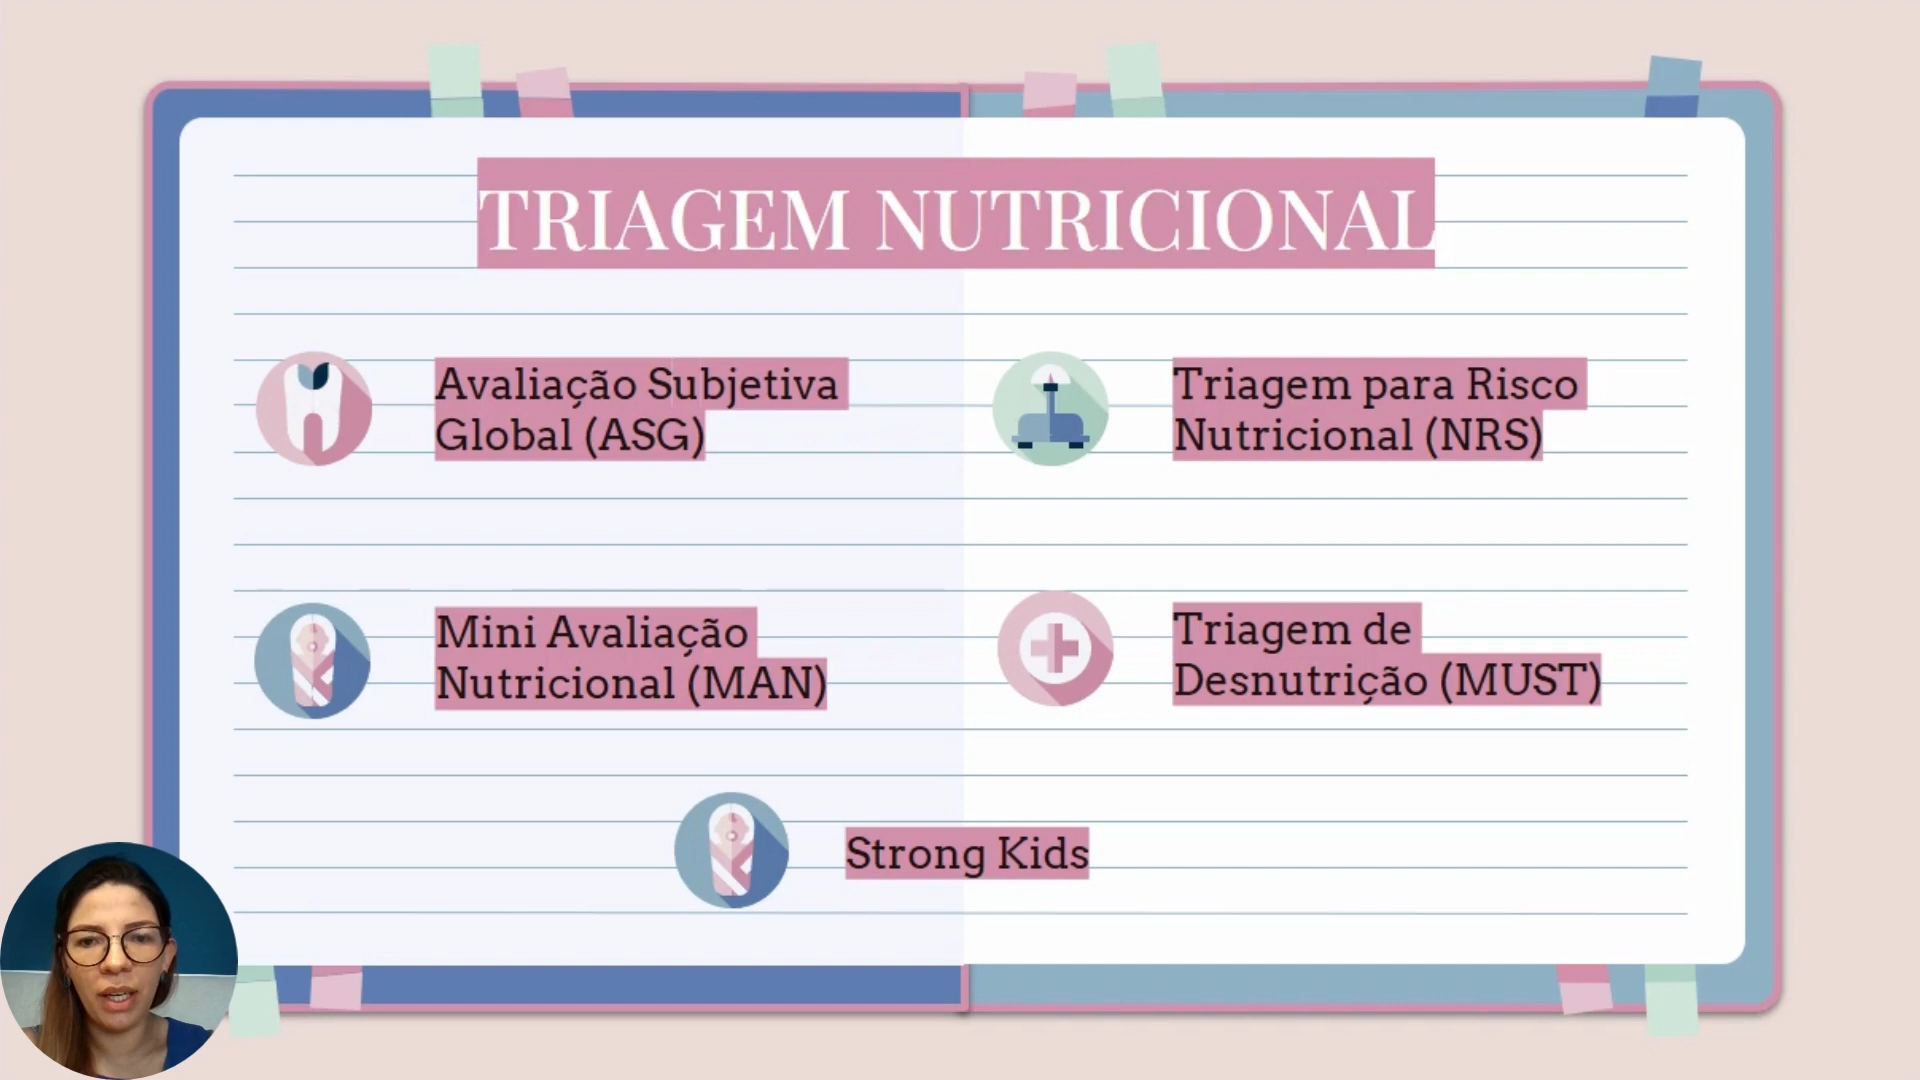 TRIAGEM NUTRICIONAL
Avaliação Subjetiva
Global (ASG)
Triagem para Risco
Nutricional (NRS)
Mini Avaliação
Nutricional (MAN)
Triagem de
Desnutrição (MUST)
Strong Kids